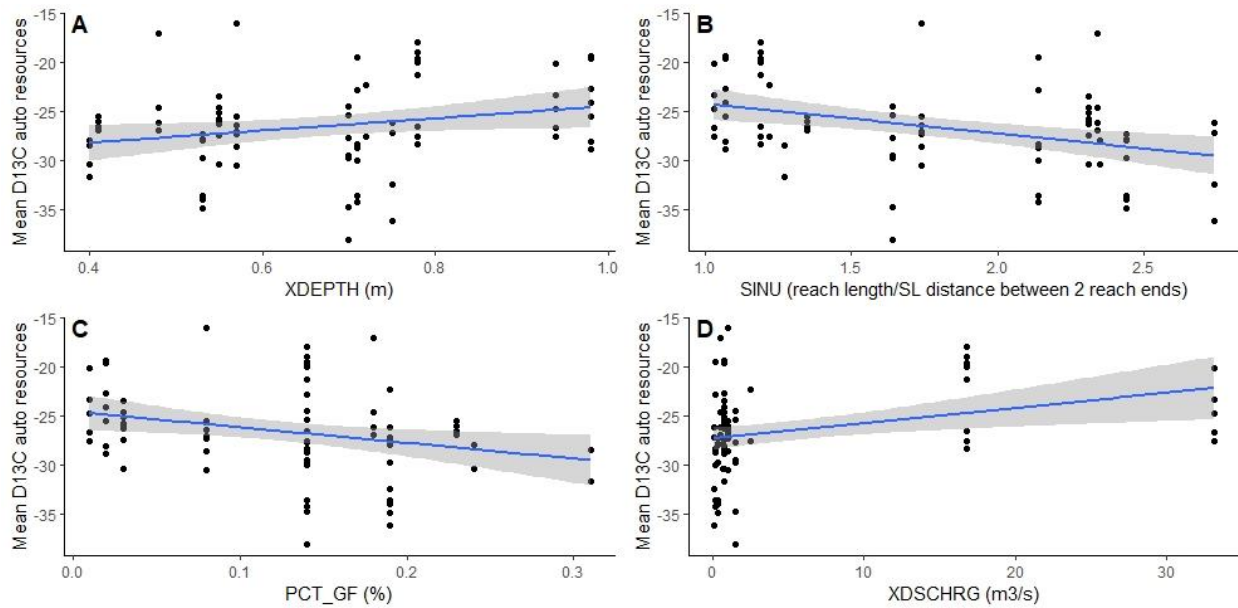 A
Mean D13C auto resources
-15
-20
-25
-30
-35
0.4 0.6 0.8 1.0
XDEPTH (m)
B
Mean D13C auto resources
-15
-20
-25
-30
-35
1.0 1.5 2.0 2.5
SINU (reach length/SL distance between 2 reach ends)
C
Mean D13C auto resources
-15
-20
-25
-30
-35
0.0 0.1 0.2 0.3
PCT_GF (%)
D
Mean D13C auto resources
-15
-20
-25
-30
-35
0 10 20 30
XDSCHRG (m3/s)